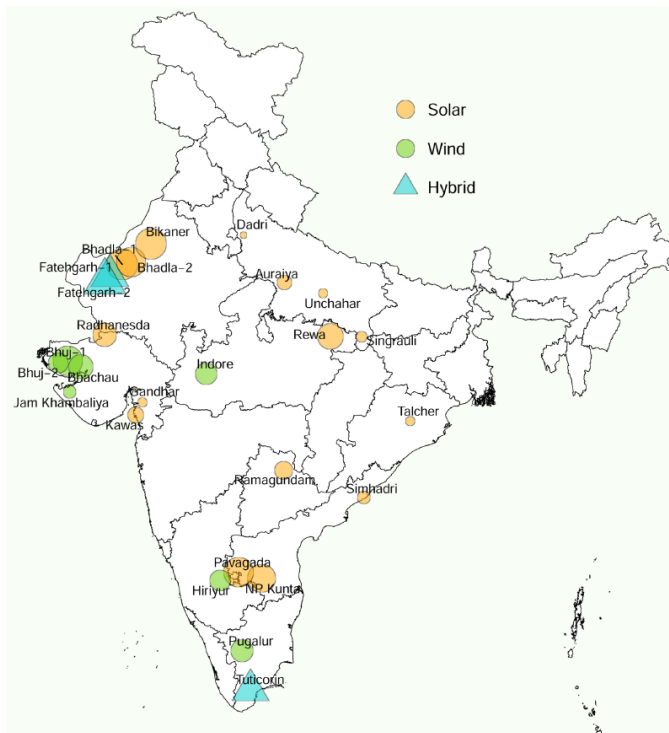 Solar
Wind
Hybrid
Dadri
Bikaner
Bhadla-1
Fatehgarh-1
Bhadla-2
Auraiya
Fatehgarh-2
Unchahar
Radhanesda
Rewa
Singrauli
Bhuj-1
Bhuj-2
Bhachau
Indore
Jam Khambaliya
Gandhar
Kawas
Talcher
Ramagundam
Simhadri
Pavagada
Hiriyur
NP Kunta
Pugalur
Tuticorin